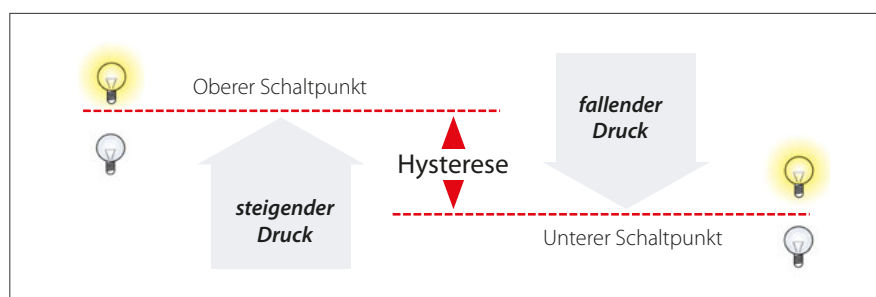 Oberer Schaltpunkt
fallender
Druck
Hysterese
steigender
Druck
Unterer Schaltpunkt